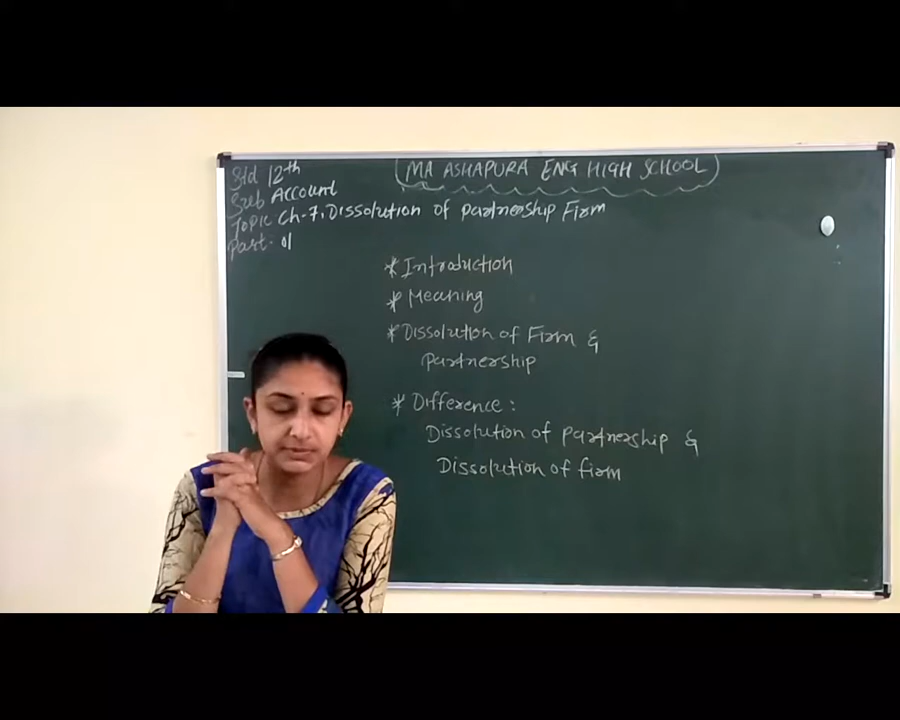 Std 12th
MA ASHAPURA ENG HIGH SCHOOL
Sub Account
Topic Ch-7. Dissolution of partnership Firm
Part- 01
* Introduction
* Meaning
* Dissolution of Firm &
Partnership
* Difference :
Dissolution of partnership &
Dissolution of firm